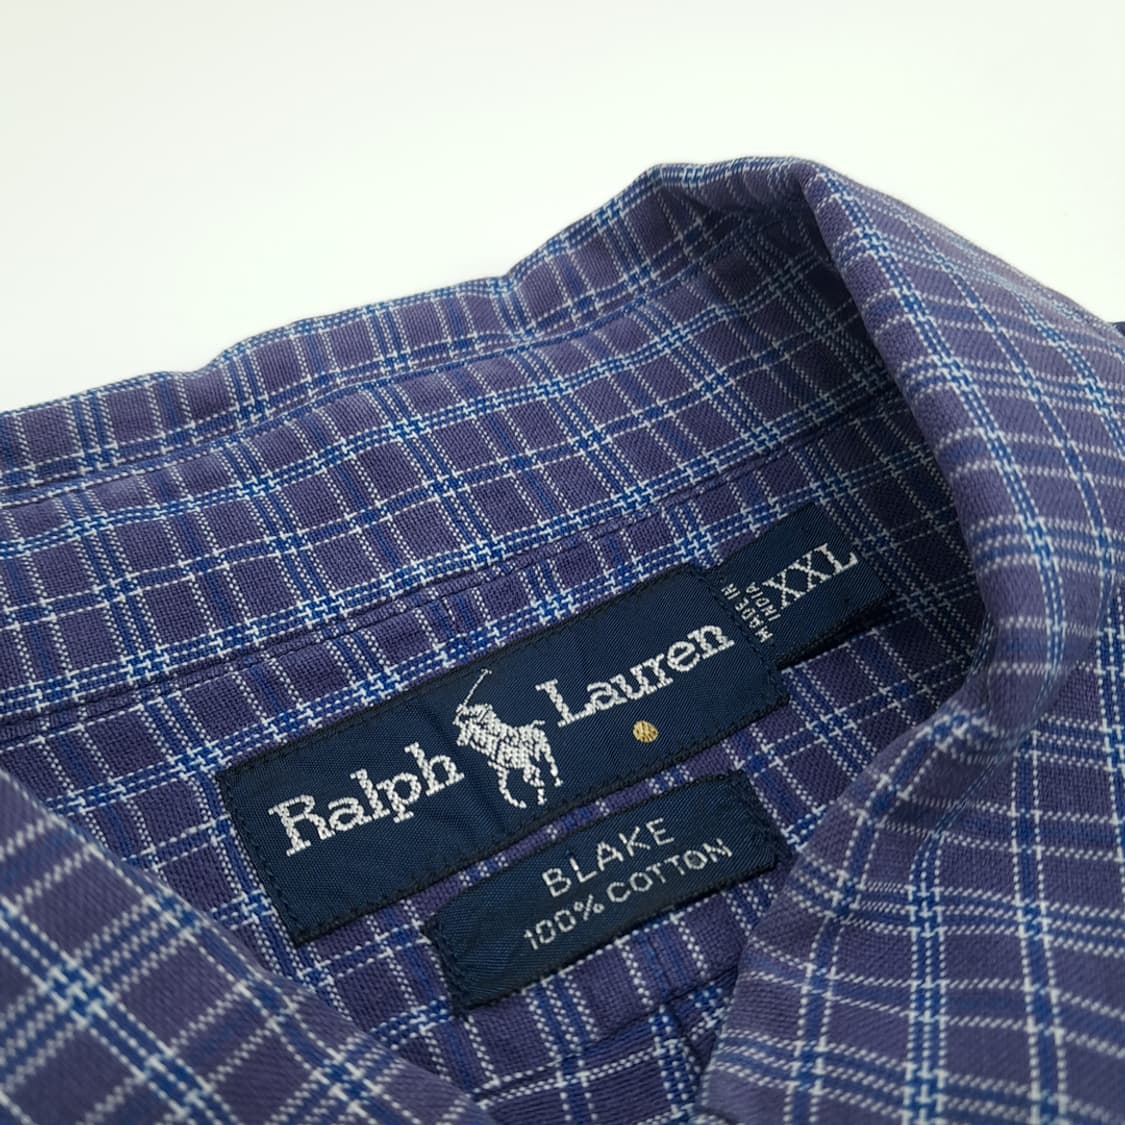 Ralph Lauren
XXL
MADE IN
INDIA
BLAKE
100% COTTON